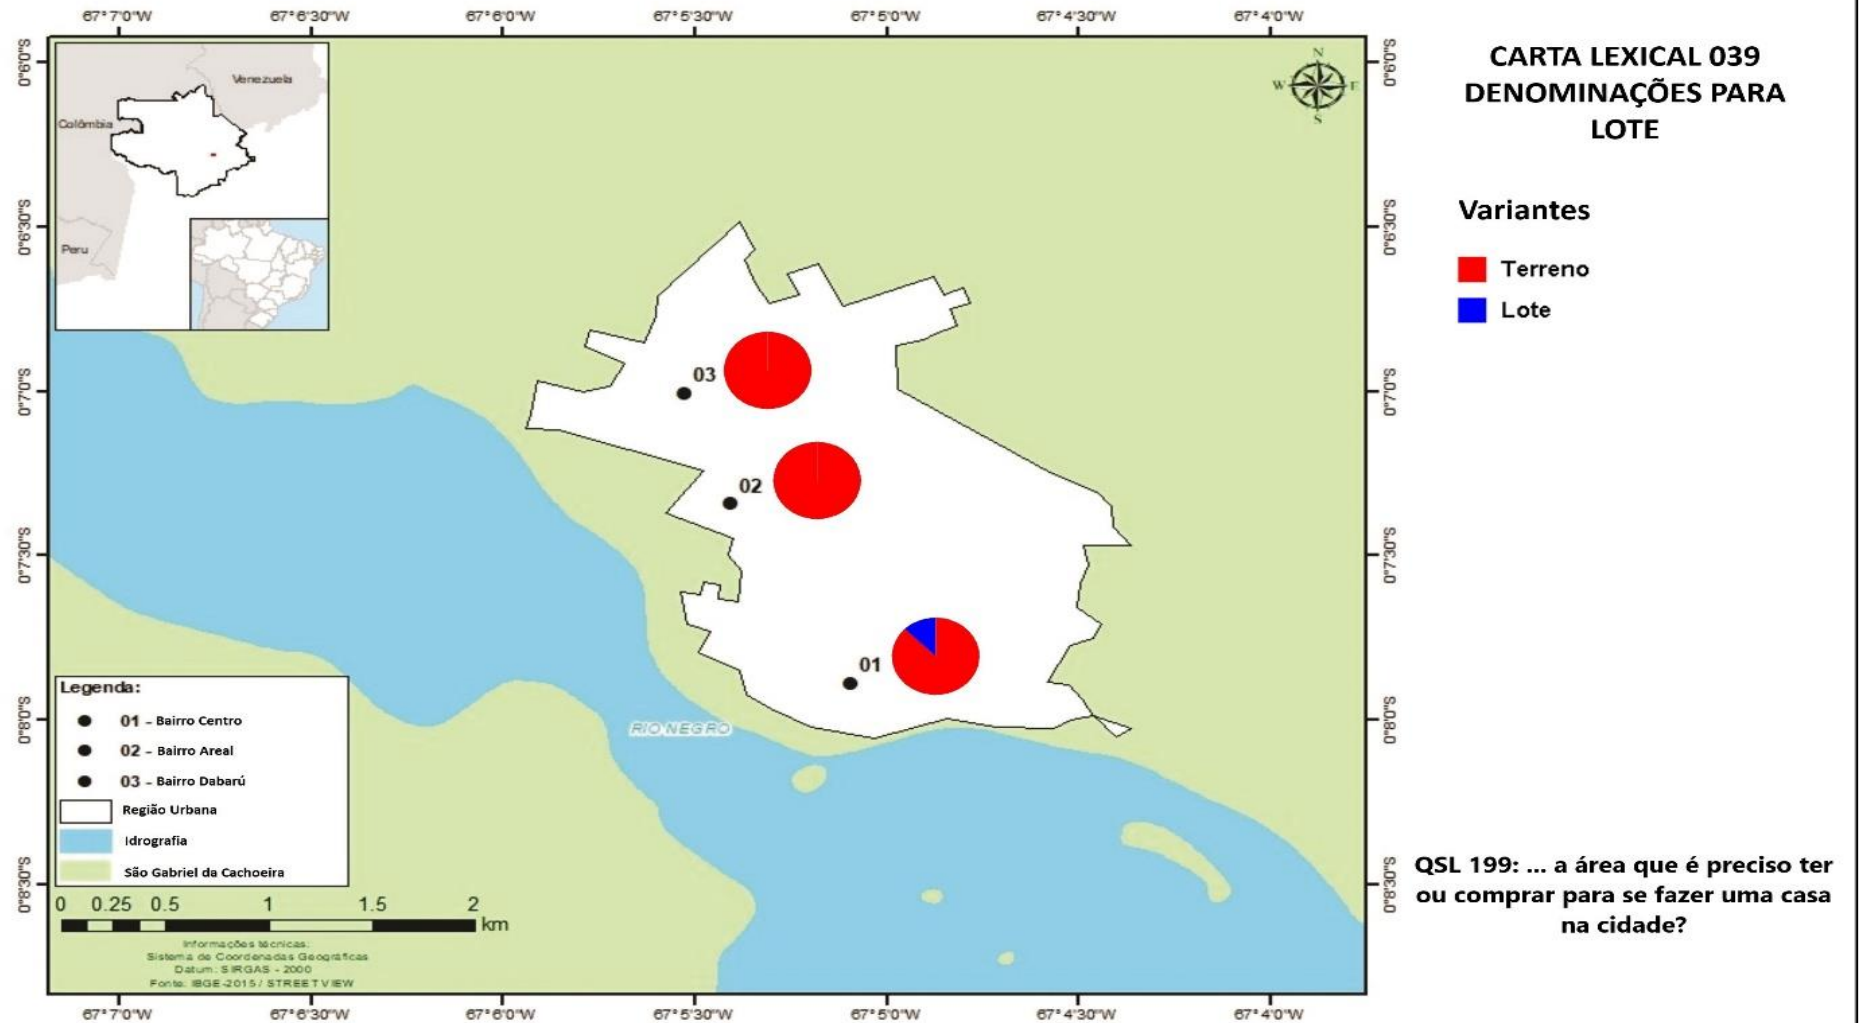 67°7'0"W 67°6'30"W 67°6'0"W 67°5'30"W 67°5'0"W 67°4'30"W 67°4'0"W
0°6'0"S
0°6'30"S
0°7'0"S
0°7'30"S
0°8'0"S
0°8'30"S
Venezuela
Colômbia
Peru
N
W E
S
03
02
01
RIO NEGRO
Legenda:
01 - Bairro Centro
02 - Bairro Areal
03 - Bairro Dabarú
Região Urbana
Idrografia
São Gabriel da Cachoeira
0 0.25 0.5 1 1.5 2
km
Informações técnicas:
Sistema de Coordenadas Geográficas
Datum: SIRGAS - 2000
Fonte: IBGE-2015 / STREETVIEW
0°6'0"S
0°6'30"S
0°7'0"S
0°7'30"S
0°8'0"S
0°8'30"S
67°7'0"W 67°6'30"W 67°6'0"W 67°5'30"W 67°5'0"W 67°4'30"W 67°4'0"W
CARTA LEXICAL 039
DENOMINAÇÕES PARA
LOTE
Variantes
Terreno
Lote
QSL 199: ... a área que é preciso ter
ou comprar para se fazer uma casa
na cidade?